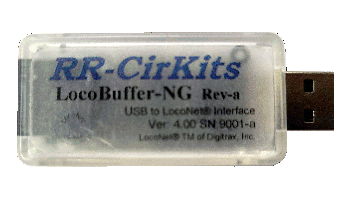 RR-CirKits
LocoBuffer-NG Rev-a
USB to LocoNet® Interface
Ver: 4.00 SN 9001-a
LocoNet® TM of Digitrax, Inc.